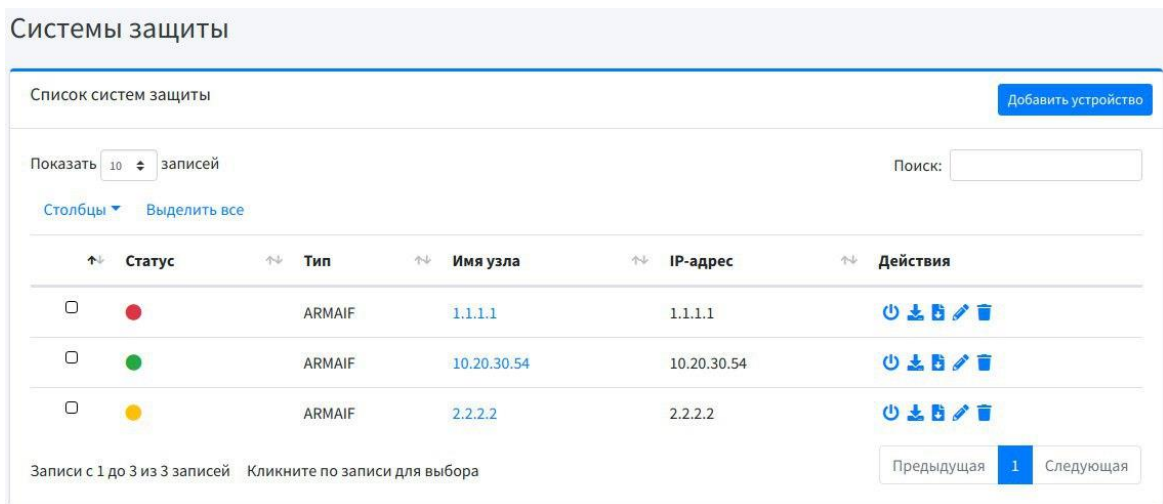 Системы защиты
Список систем защиты Добавить устройство
Показать 10 записей Поиск:
Столбцы Выделить все
Статус Тип Имя узла IP-адрес Действия
ARMAIF 1.1.1.1 1.1.1.1
ARMAIF 10.20.30.54 10.20.30.54
ARMAIF 2.2.2.2 2.2.2.2
Записи с 1 до 3 из 3 записей Кликните по записи для выбора Предыдущая 1 Следующая